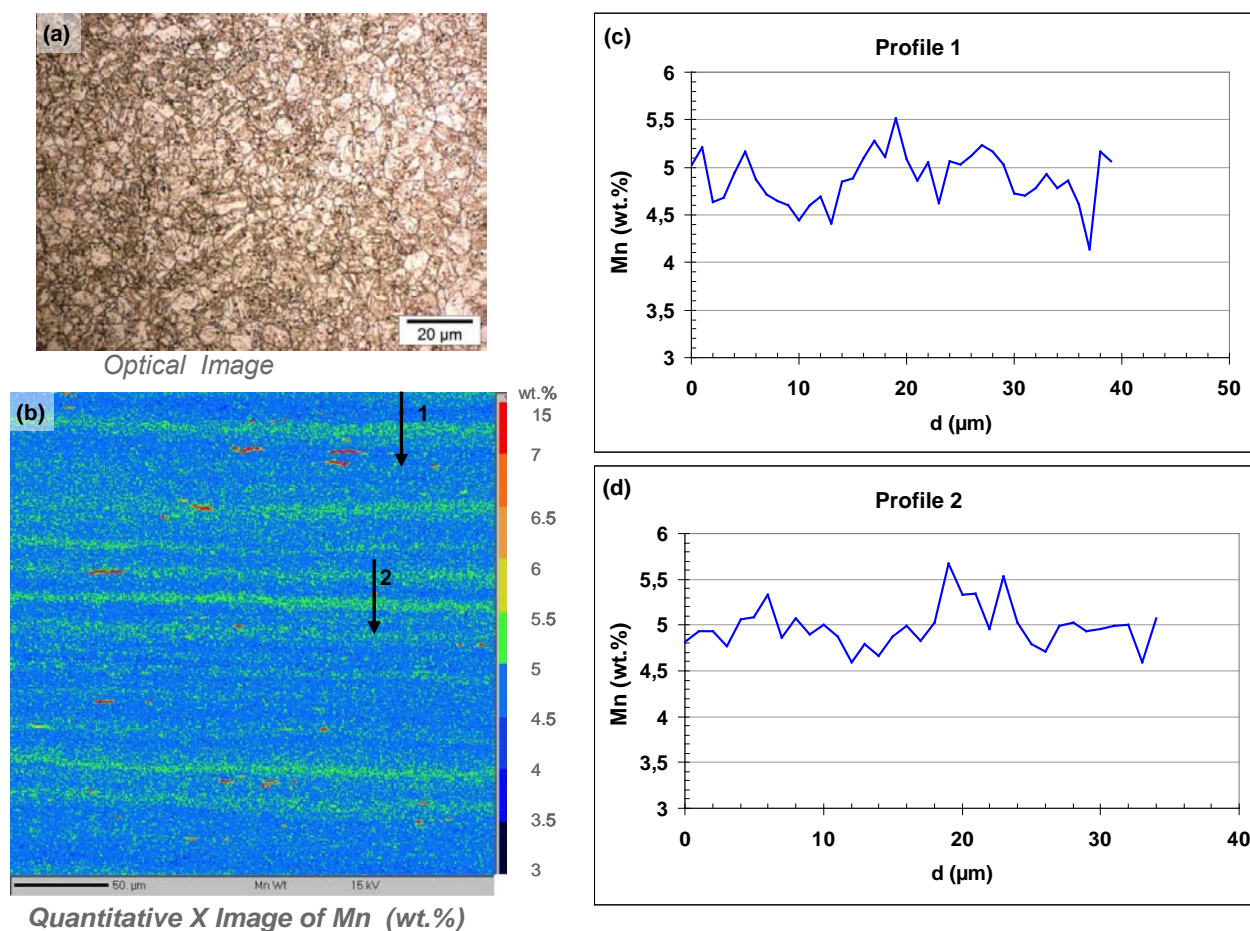 (a)
20 µm
Optical Image
(b)
wt.%
15
7
6.5
6
5.5
5
4.5
4
3.5
3
1
2
50. µm Mn Wt 15 kV
Quantitative X Image of Mn (wt.%)
(c)
Profile 1
6
5,5
5
4,5
4
3,5
3
Mn (wt.%)
0 10 20 30 40 50
d (µm)
(d)
Profile 2
6
5,5
5
4,5
4
3,5
3
Mn (wt.%)
0 10 20 30 40
d (µm)